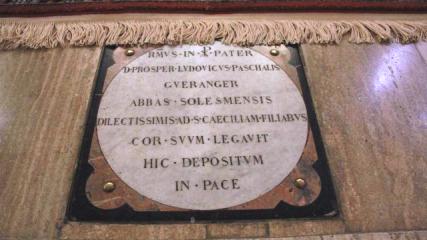 RMVS · IN · ☧ · PATER
D · PROSPER · LVDOVICVS · PASCHALIS
GVERANGER
ABBAS · SOLESMENSIS
DILECTISSIMIS · AD · S · CAECILIAM · FILIABVS
COR · SVVM · LEGAVIT
HIC · DEPOSITVM
IN · PACE